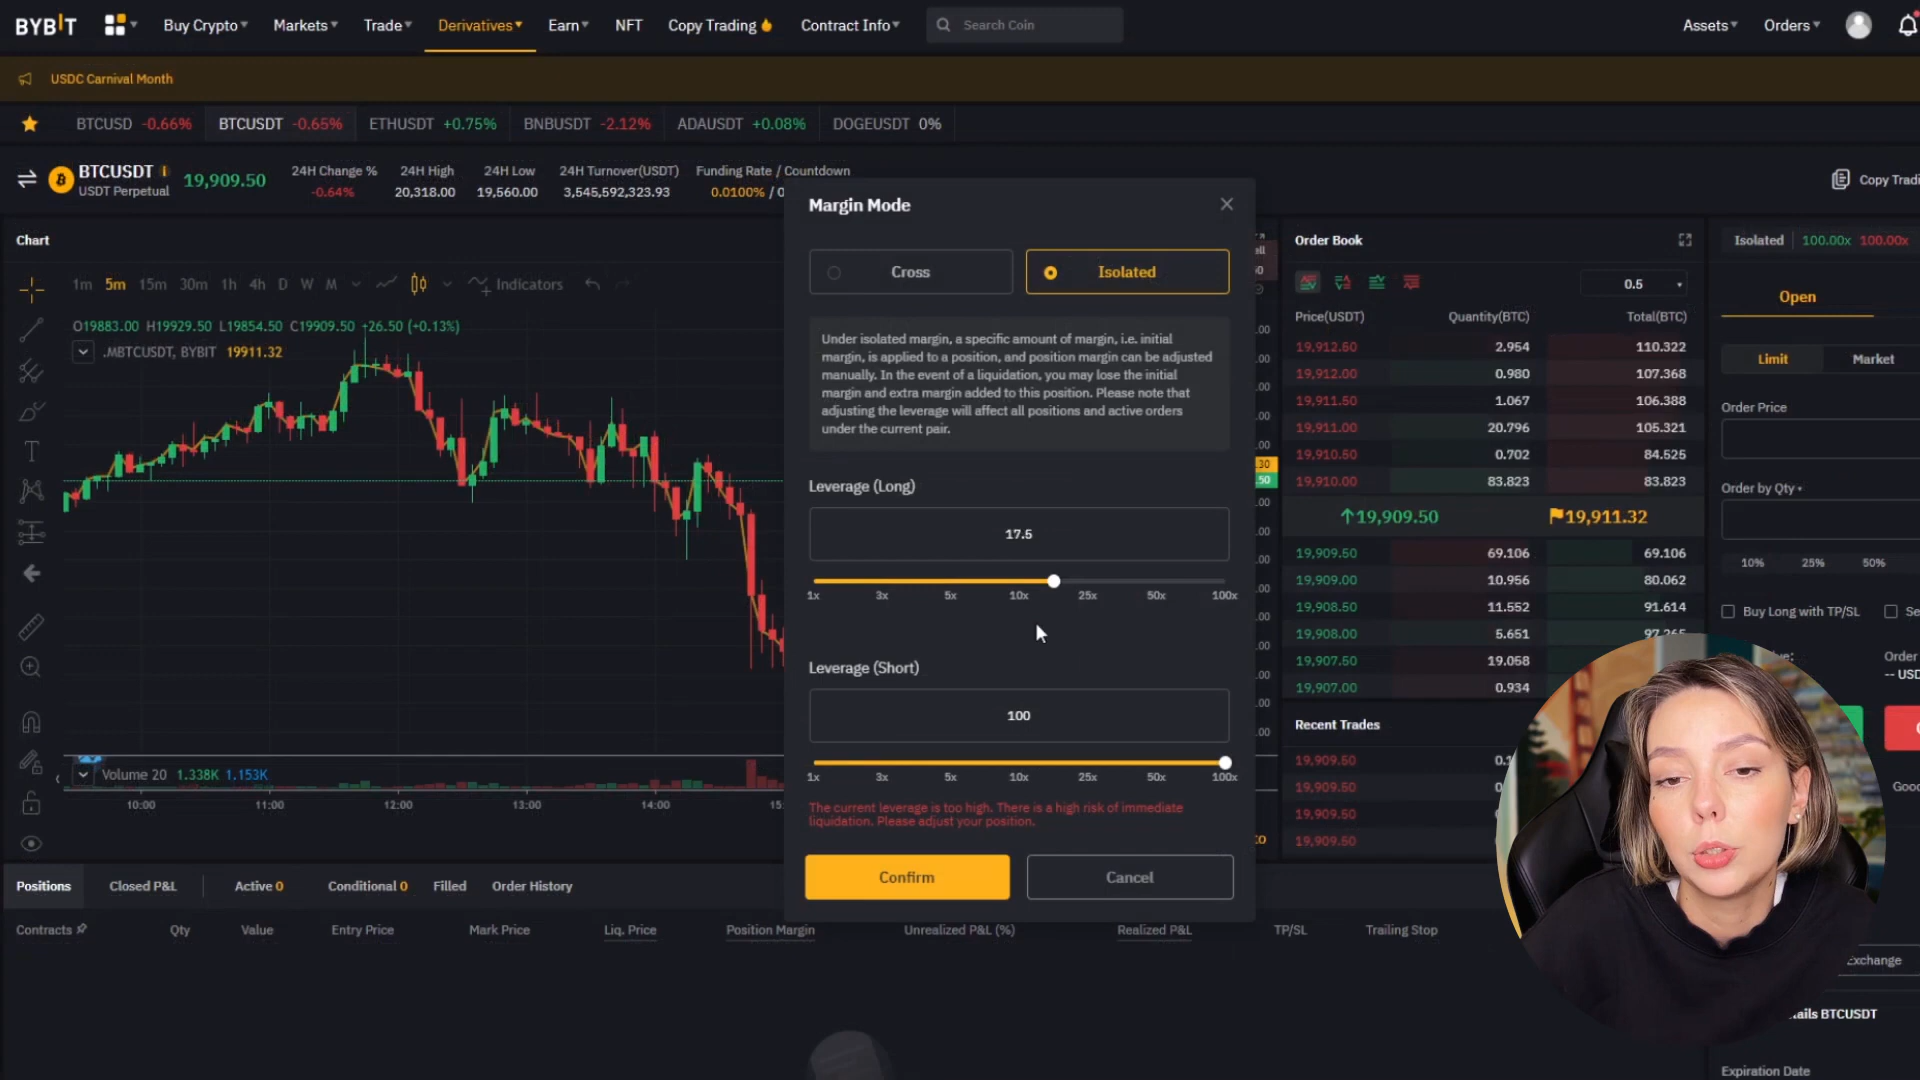 BYBIT
Buy Crypto
Markets
Trade
Derivatives
Earn
NFT
Copy Trading
Contract Info
Search Coin
Assets
Orders
USDC Carnival Month
BTCUSD -0.66%
BTCUSDT -0.65%
ETHUSDT +0.75%
BNBUSDT -2.12%
ADAUSDT +0.08%
DOGEUSDT 0%
BTCUSDT
USDT Perpetual
19,909.50
24H Change %
-0.64%
24H High
20,318.00
24H Low
19,560.00
24H Turnover(USDT)
3,545,592,323.93
Funding Rate / Countdown
0.0100% / 0
Copy Tradi
Chart
1m 5m 15m 30m 1h 4h D W M
Indicators
O19883.00 H19929.50 L19854.50 C19909.50 +26.50 (+0.13%)
.MBTCUSDT, BYBIT 19911.32
Volume 20 1.338K 1.153K
10:00 11:00 12:00 13:00 14:00 15:
Margin Mode
Cross
Isolated
Under isolated margin, a specific amount of margin, i.e. initial
margin, is applied to a position, and position margin can be adjusted
manually. In the event of a liquidation, you may lose the initial
margin and extra margin added to this position. Please note that
adjusting the leverage will affect all positions and active orders
under the current pair.
Leverage (Long)
17.5
1x 3x 5x 10x 25x 50x 100x
Leverage (Short)
100
1x 3x 5x 10x 25x 50x 100x
The current leverage is too high. There is a high risk of immediate
liquidation. Please adjust your position.
Confirm
Cancel
Order Book
0.5
Price(USDT) Quantity(BTC) Total(BTC)
19,912.50 2.954 110.322
19,912.00 0.980 107.368
19,911.50 1.067 106.388
19,911.00 20.796 105.321
19,910.50 0.702 84.525
19,910.00 83.823 83.823
19,909.50 19,911.32
19,909.50 69.106 69.106
19,909.00 10.956 80.062
19,908.50 11.552 91.614
19,908.00 5.651 97.265
19,907.50 19.058
19,907.00 0.934
Recent Trades
19,909.50
19,909.50
19,909.50
19,909.50
Isolated 100.00x 100.00x
Open
Limit
Market
Order Price
Order by Qty
10% 25% 50%
Buy Long with TP/SL
Se
Order
-- USD
Good
Exchange
tails BTCUSDT
Expiration Date
Positions
Closed P&L
Active 0
Conditional 0
Filled
Order History
Contracts
Qty
Value
Entry Price
Mark Price
Liq. Price
Position Margin
Unrealized P&L (%)
Realized P&L
TP/SL
Trailing Stop